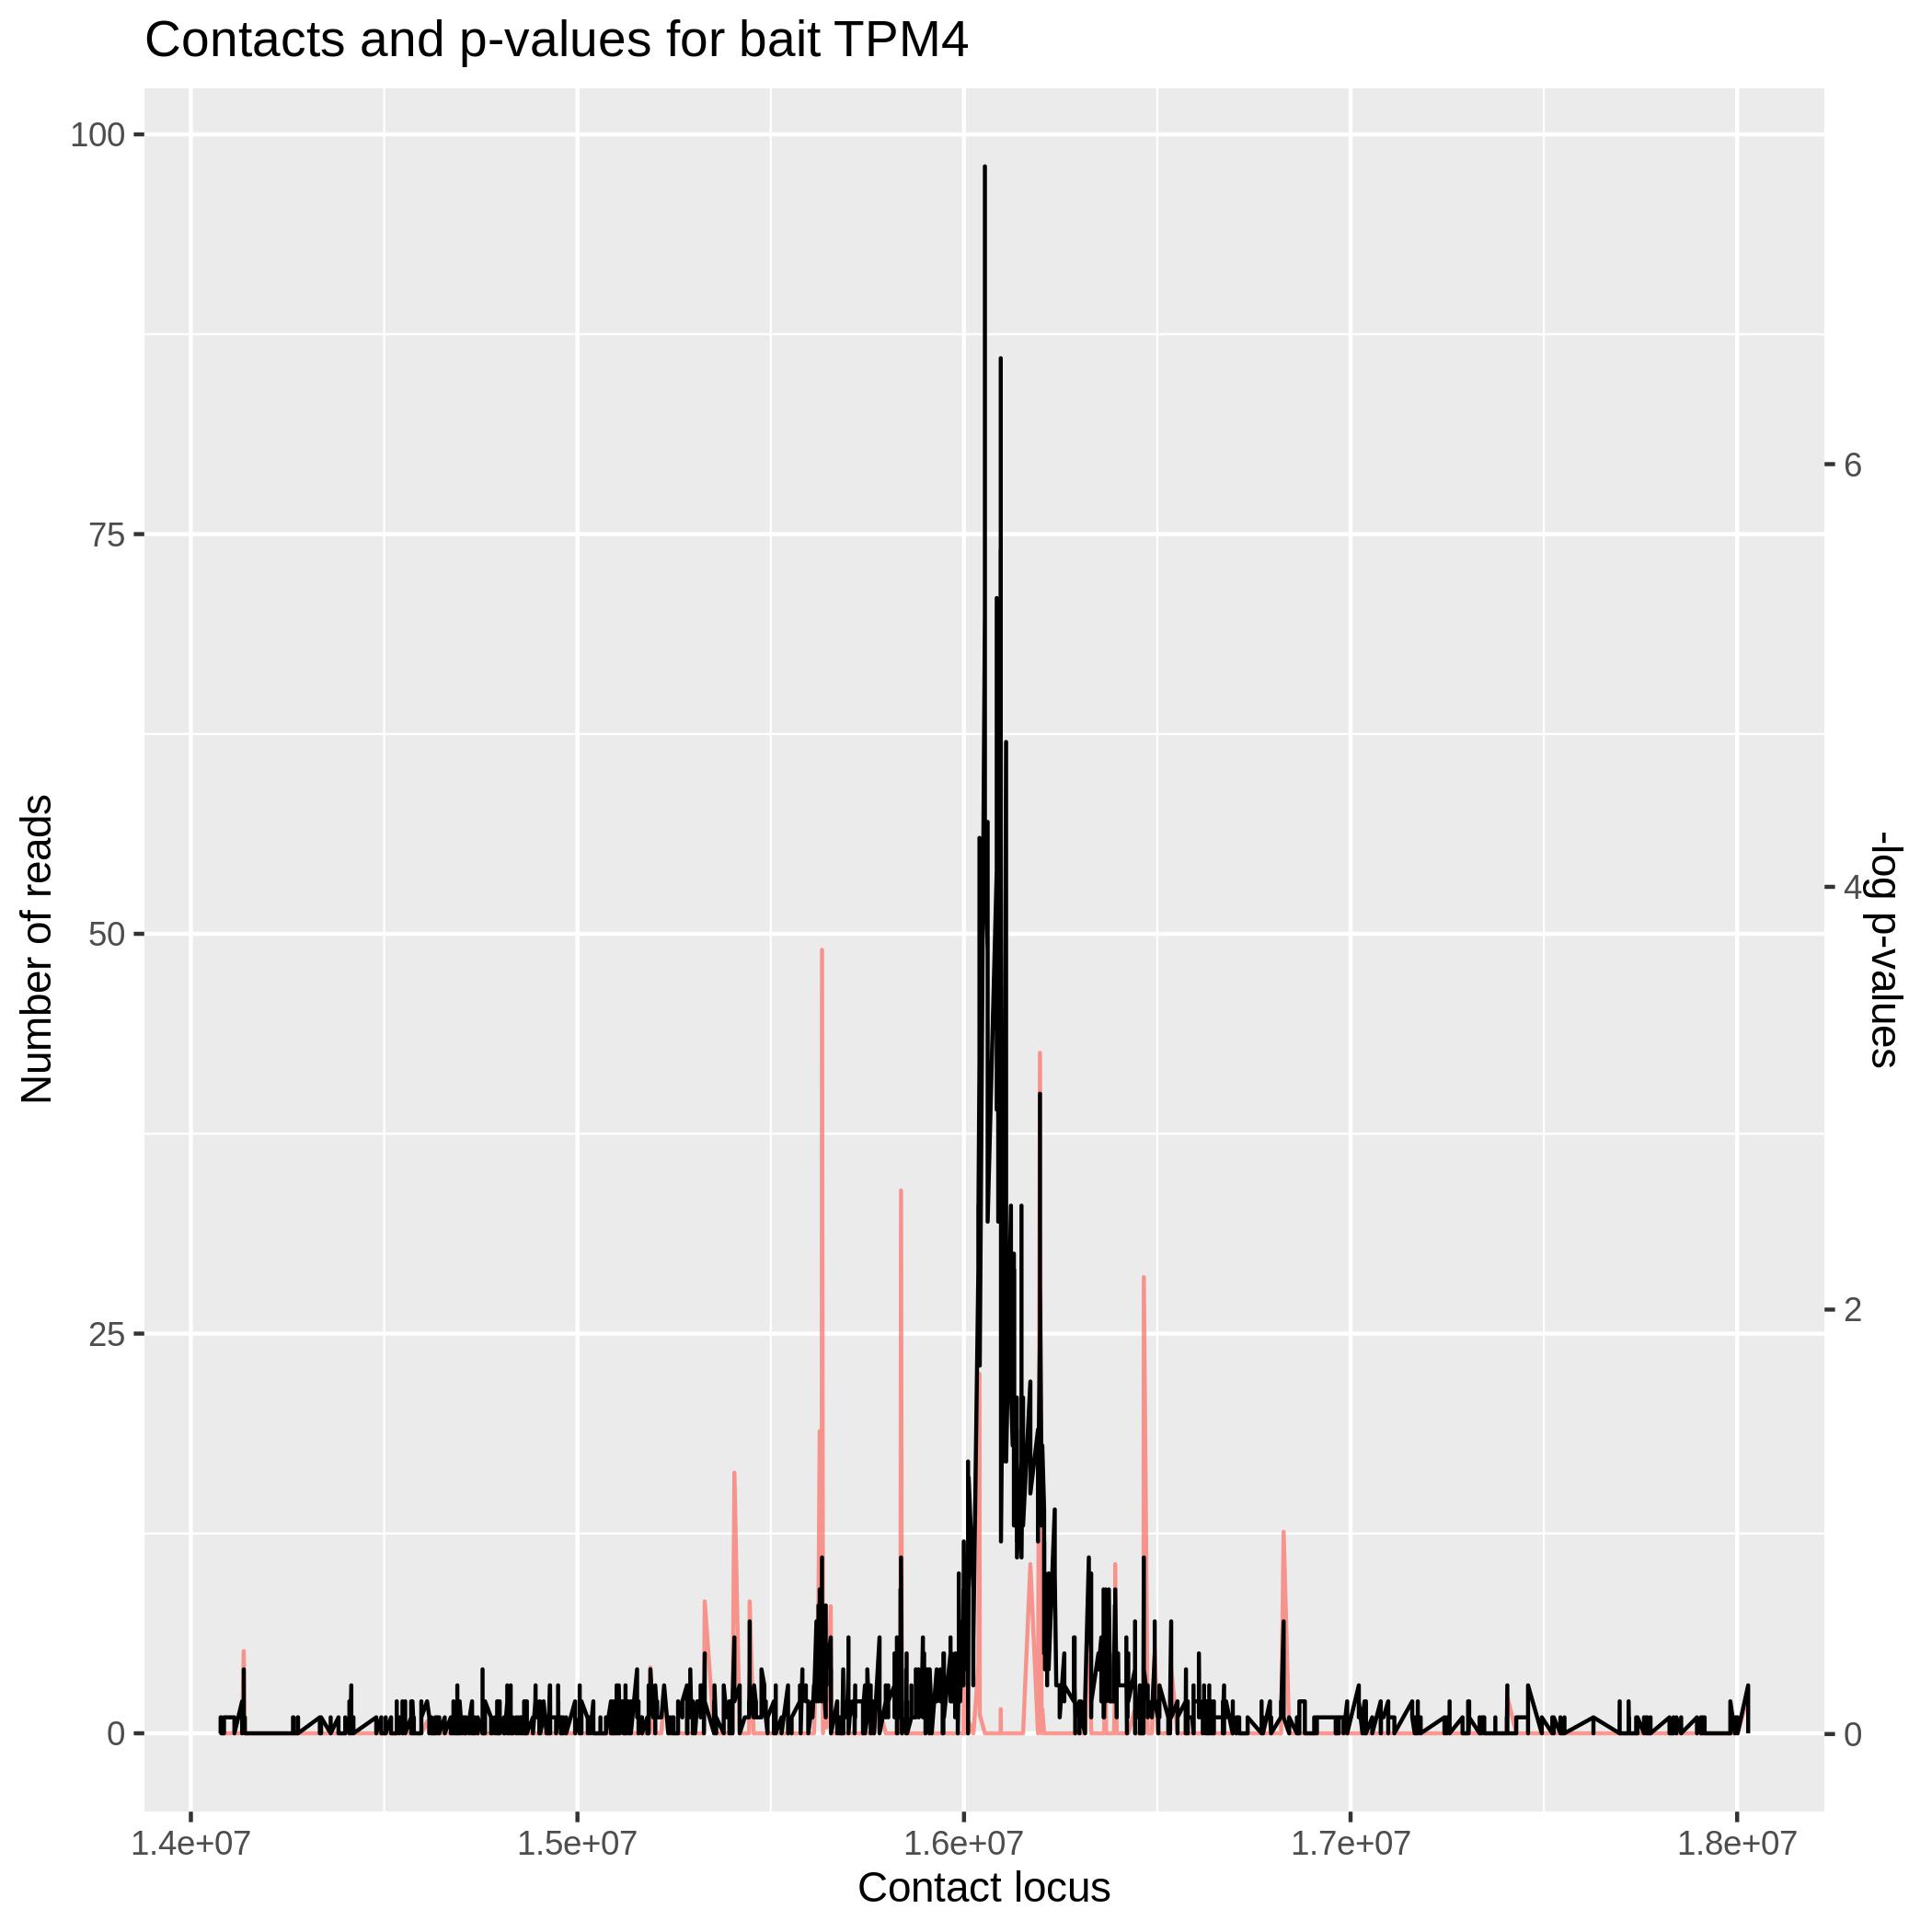 Contacts and p-values for bait TPM4
100
75
50
25
0
Number of reads
6
4
2
0
-log p-values
1.4e+07 1.5e+07 1.6e+07 1.7e+07 1.8e+07
Contact locus